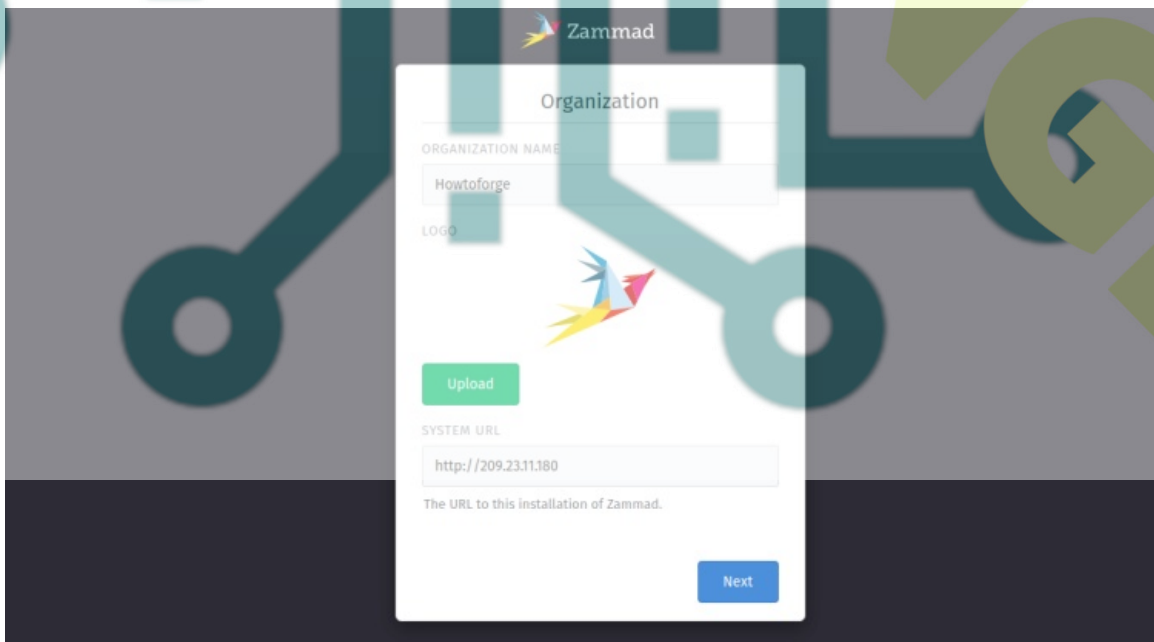 Zammad
Organization
ORGANIZATION NAME
Howtoforge
LOGO
Upload
SYSTEM URL
http://209.23.11.180
The URL to this installation of Zammad.
Next